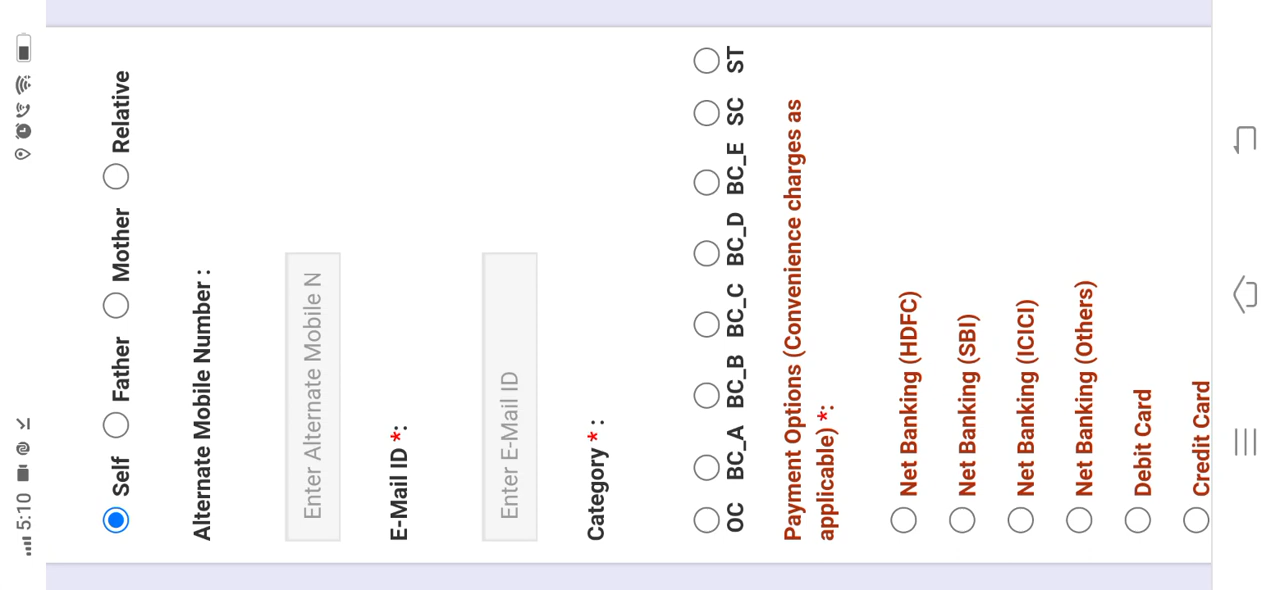 5:10
Self Father Mother Relative
Alternate Mobile Number :
Enter Alternate Mobile N
E-Mail ID *:
Enter E-Mail ID
Category * :
OC BC_A BC_B BC_C BC_D BC_E SC ST
Payment Options (Convenience charges as
applicable) *:
Net Banking (HDFC)
Net Banking (SBI)
Net Banking (ICICI)
Net Banking (Others)
Debit Card
Credit Card